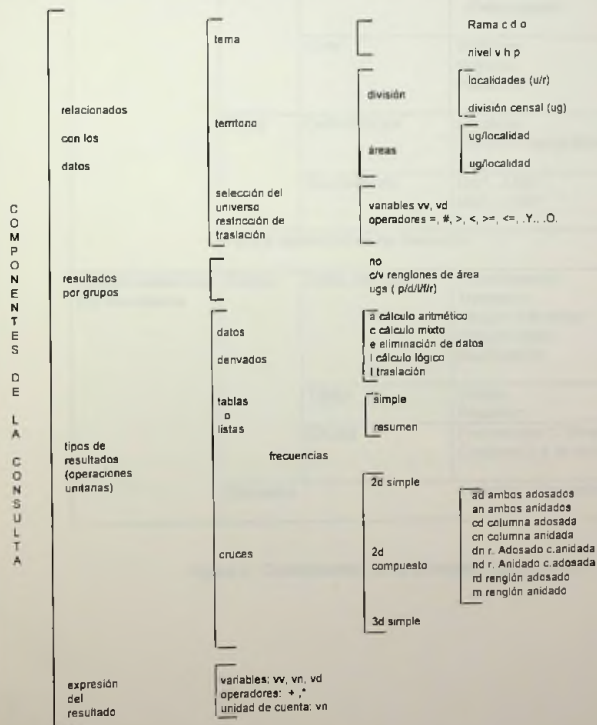 COMPONENTES DE LA CONSULTA
relacionados
con los
datos
tema
Rama c d o
nivel v h p
territorio
división
localidades (u/r)
división censal (ug)
áreas
ug/localidad
ug/localidad
selección del
universo
restricción de
traslación
variables vv, vd
operadores =, #, >, <, >=, <=, .Y.. .O.
resultados
por grupos
no
c/v renglones de área
ugs ( p/d/l/f/r)
tipos de
resultados
(operaciones
unitarias)
datos
derivados
a cálculo aritmético
c cálculo mixto
e eliminación de datos
l cálculo lógico
l traslación
tablas
o
listas
simple
resumen
frecuencias
cruces
2d simple
2d
compuesto
ad ambos adosados
an ambos anidados
cd columna adosada
cn columna anidada
dn r. Adosado c.anidada
nd r. Anidado c.adosada
rd renglón adosado
rn renglón anidado
3d simple
expresión
del
resultado
variables: vv, vn, vd
operadores: + ,*
unidad de cuenta: vn